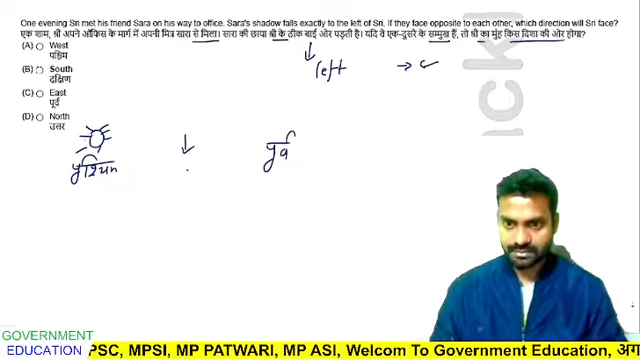 One evening Sri met his friend Sara on his way to office. Sara's shadow falls exactly to the left of Sri. If they face opposite to each other, which direction will Sri face?
एक शाम, श्री अपने ऑफिस के मार्ग में अपनी मित्र सारा से मिला। सारा की छाया श्री के ठीक बाईं ओर पड़ती है। यदि वे एक-दूसरे के सम्मुख हैं, तो श्री का मुंह किस दिशा की ओर होगा?
(A) West
पश्चिम
(B) South
दक्षिण
(C) East
पूर्व
(D) North
उत्तर
left
पश्चिम
पूर्व
GOVERNMENT
EDUCATION
PSC, MPSI, MP PATWARI, MP ASI, Welcom To Government Education, अग